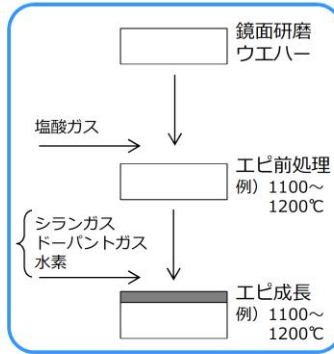 鏡面研磨
ウエハー
塩酸ガス
エピ前処理
例）1100～
1200℃
シランガス
ドーパントガス
水素
エピ成長
例）1100～
1200℃